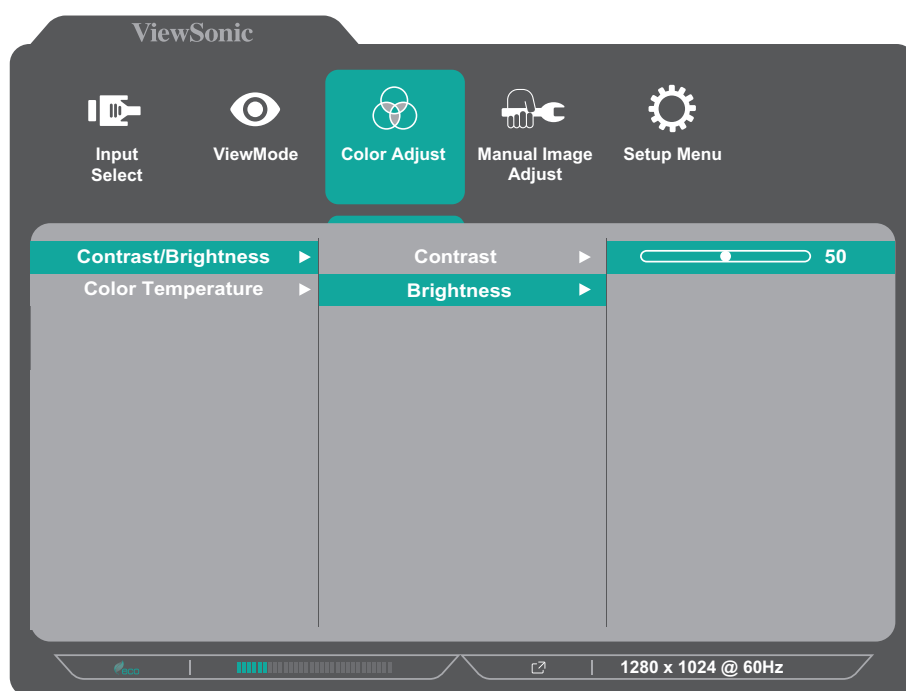 ViewSonic
Input
Select
ViewMode
Color Adjust
Manual Image
Adjust
Setup Menu
Contrast/Brightness
Contrast
50
Color Temperature
Brightness
eco
1280 x 1024 @ 60Hz